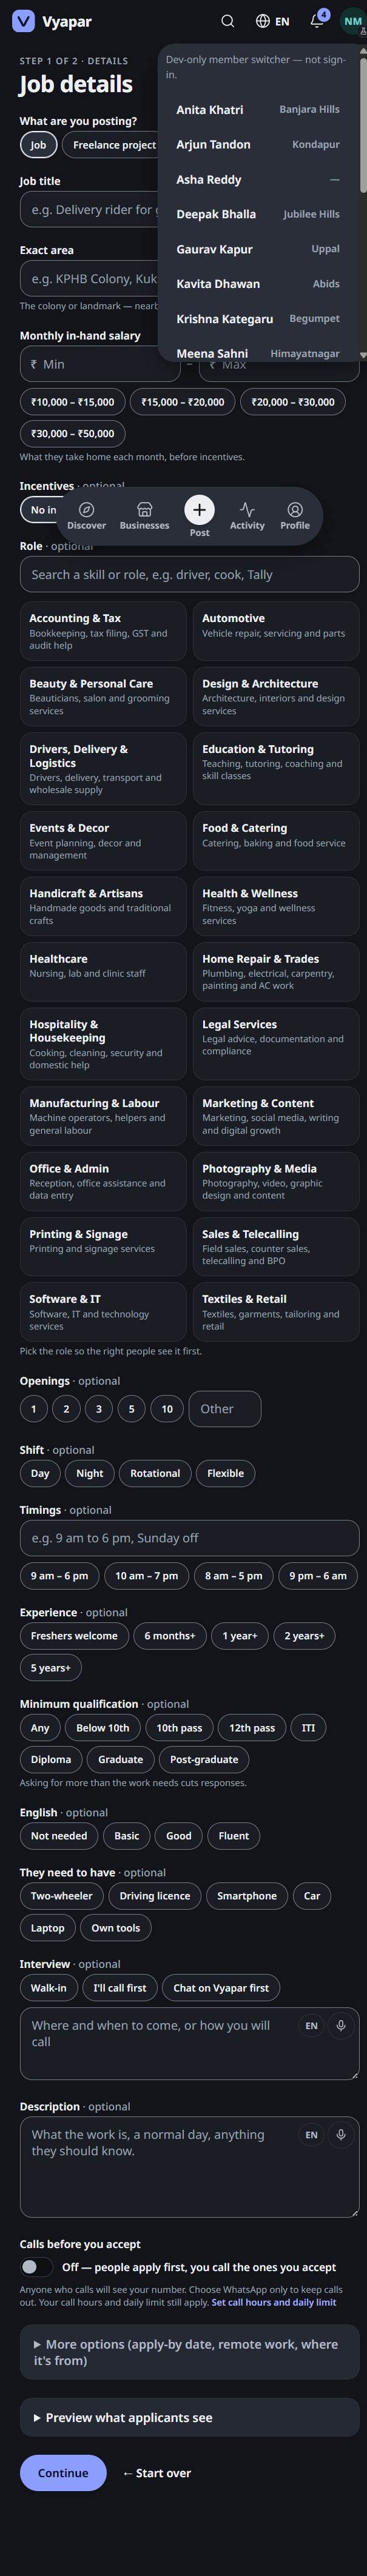 V Vyapar EN 4 NM
STEP 1 OF 2 · DETAILS
Job details
Dev-only member switcher — not sign-
in.
Anita Khatri Banjara Hills
Arjun Tandon Kondapur
Asha Reddy —
Deepak Bhalla Jubilee Hills
Gaurav Kapur Uppal
Kavita Dhawan Abids
Krishna Kategaru Begumpet
Meena Sahni Himayatnagar
What are you posting?
Job Freelance project
Job title
e.g. Delivery rider for
Exact area
e.g. KPHB Colony, Kuk
The colony or landmark — nearb
Monthly in-hand salary
₹ Min – ₹ Max
₹10,000 – ₹15,000 ₹15,000 – ₹20,000 ₹20,000 – ₹30,000
₹30,000 – ₹50,000
What they take home each month, before incentives.
Incentives · optional
No in
Discover Businesses Post Activity Profile
Role · optional
Search a skill or role, e.g. driver, cook, Tally
Accounting & Tax
Bookkeeping, tax filing, GST and
audit help
Automotive
Vehicle repair, servicing and parts
Beauty & Personal Care
Beauticians, salon and grooming
services
Design & Architecture
Architecture, interiors and design
services
Drivers, Delivery &
Logistics
Drivers, delivery, transport and
wholesale supply
Education & Tutoring
Teaching, tutoring, coaching and
skill classes
Events & Decor
Event planning, decor and
management
Food & Catering
Catering, baking and food service
Handicraft & Artisans
Handmade goods and traditional
crafts
Health & Wellness
Fitness, yoga and wellness
services
Healthcare
Nursing, lab and clinic staff
Home Repair & Trades
Plumbing, electrical, carpentry,
painting and AC work
Hospitality &
Housekeeping
Cooking, cleaning, security and
domestic help
Legal Services
Legal advice, documentation and
compliance
Manufacturing & Labour
Machine operators, helpers and
general labour
Marketing & Content
Marketing, social media, writing
and digital growth
Office & Admin
Reception, office assistance and
data entry
Photography & Media
Photography, video, graphic
design and content
Printing & Signage
Printing and signage services
Sales & Telecalling
Field sales, counter sales,
telecalling and BPO
Software & IT
Software, IT and technology
services
Textiles & Retail
Textiles, garments, tailoring and
retail
Pick the role so the right people see it first.
Openings · optional
1 2 3 5 10 Other
Shift · optional
Day Night Rotational Flexible
Timings · optional
e.g. 9 am to 6 pm, Sunday off
9 am – 6 pm 10 am – 7 pm 8 am – 5 pm 9 pm – 6 am
Experience · optional
Freshers welcome 6 months+ 1 year+ 2 years+
5 years+
Minimum qualification · optional
Any Below 10th 10th pass 12th pass ITI
Diploma Graduate Post-graduate
Asking for more than the work needs cuts responses.
English · optional
Not needed Basic Good Fluent
They need to have · optional
Two-wheeler Driving licence Smartphone Car
Laptop Own tools
Interview · optional
Walk-in I'll call first Chat on Vyapar first
Where and when to come, or how you will
call
EN
Description · optional
What the work is, a normal day, anything
they should know.
EN
Calls before you accept
Off — people apply first, you call the ones you accept
Anyone who calls will see your number. Choose WhatsApp only to keep calls
out. Your call hours and daily limit still apply. Set call hours and daily limit
▶ More options (apply-by date, remote work, where
it's from)
▶ Preview what applicants see
Continue ← Start over